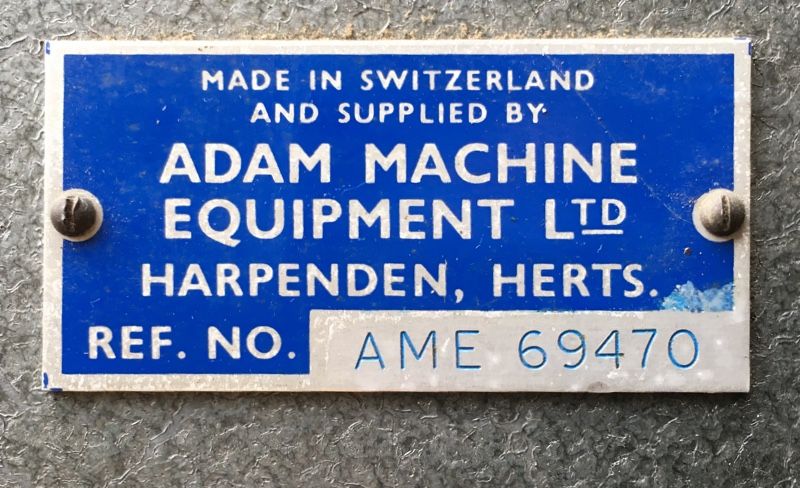 MADE IN SWITZERLAND
AND SUPPLIED BY
ADAM MACHINE
EQUIPMENT LTD
HARPENDEN, HERTS.
REF. NO. AME 69470